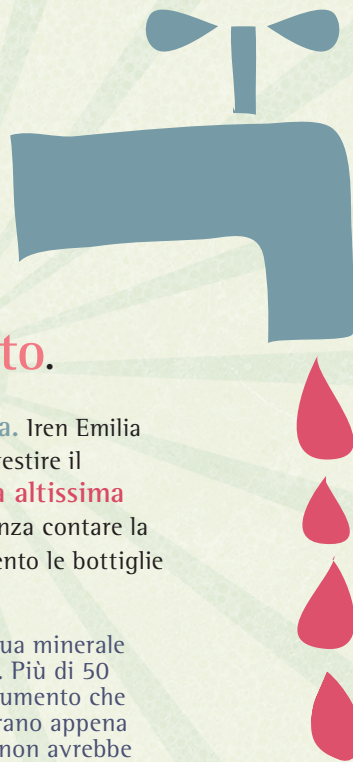 to.
a. Iren Emilia
estire il
a altissima
nza contare la
ento le bottiglie
ua minerale
. Più di 50
umento che
rano appena
non avrebbe